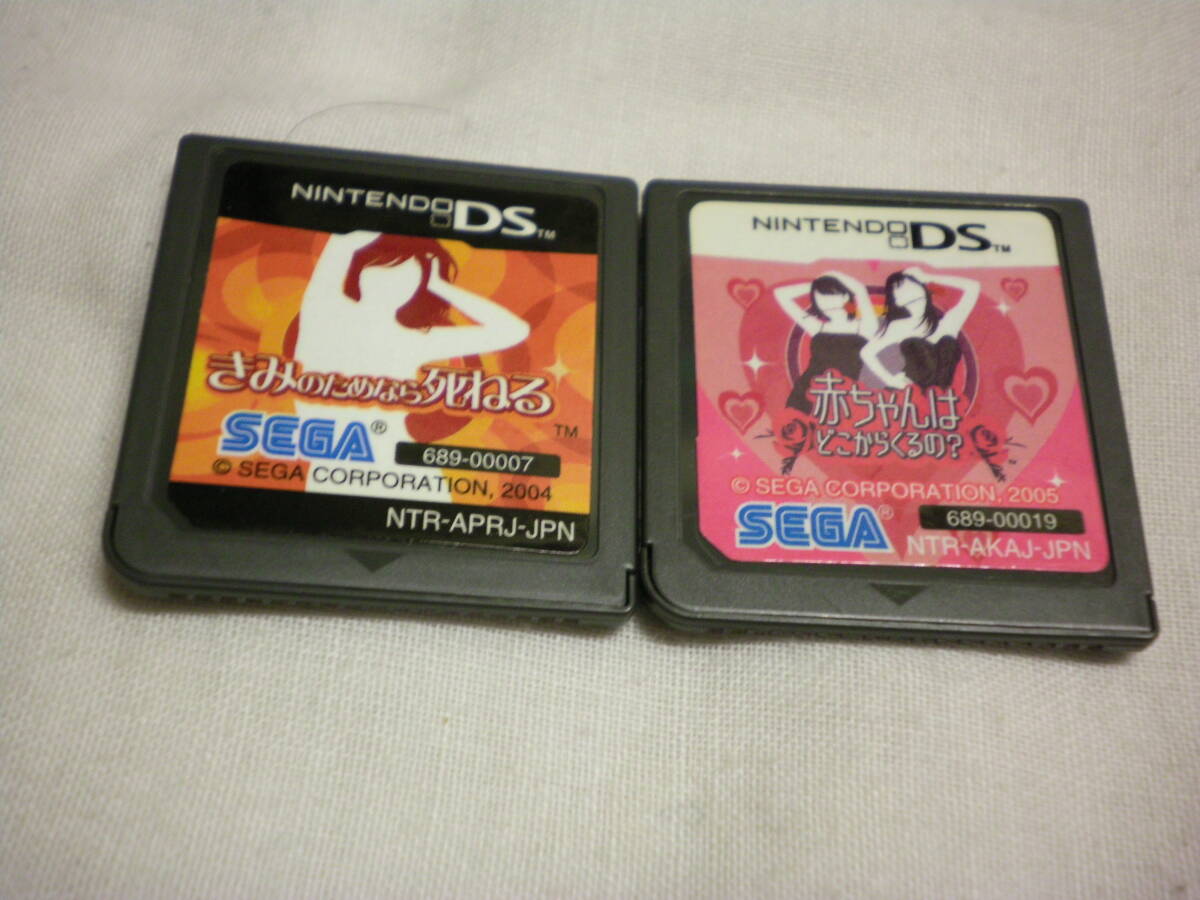 NINTENDO DS™
きみのためなら死ねる
™
SEGA®
689-00007
© SEGA CORPORATION, 2004
NTR-APRJ-JPN
NINTENDO DS™
赤ちゃんは
どこからくるの?
© SEGA CORPORATION, 2005
SEGA®
689-00019
NTR-AKAJ-JPN